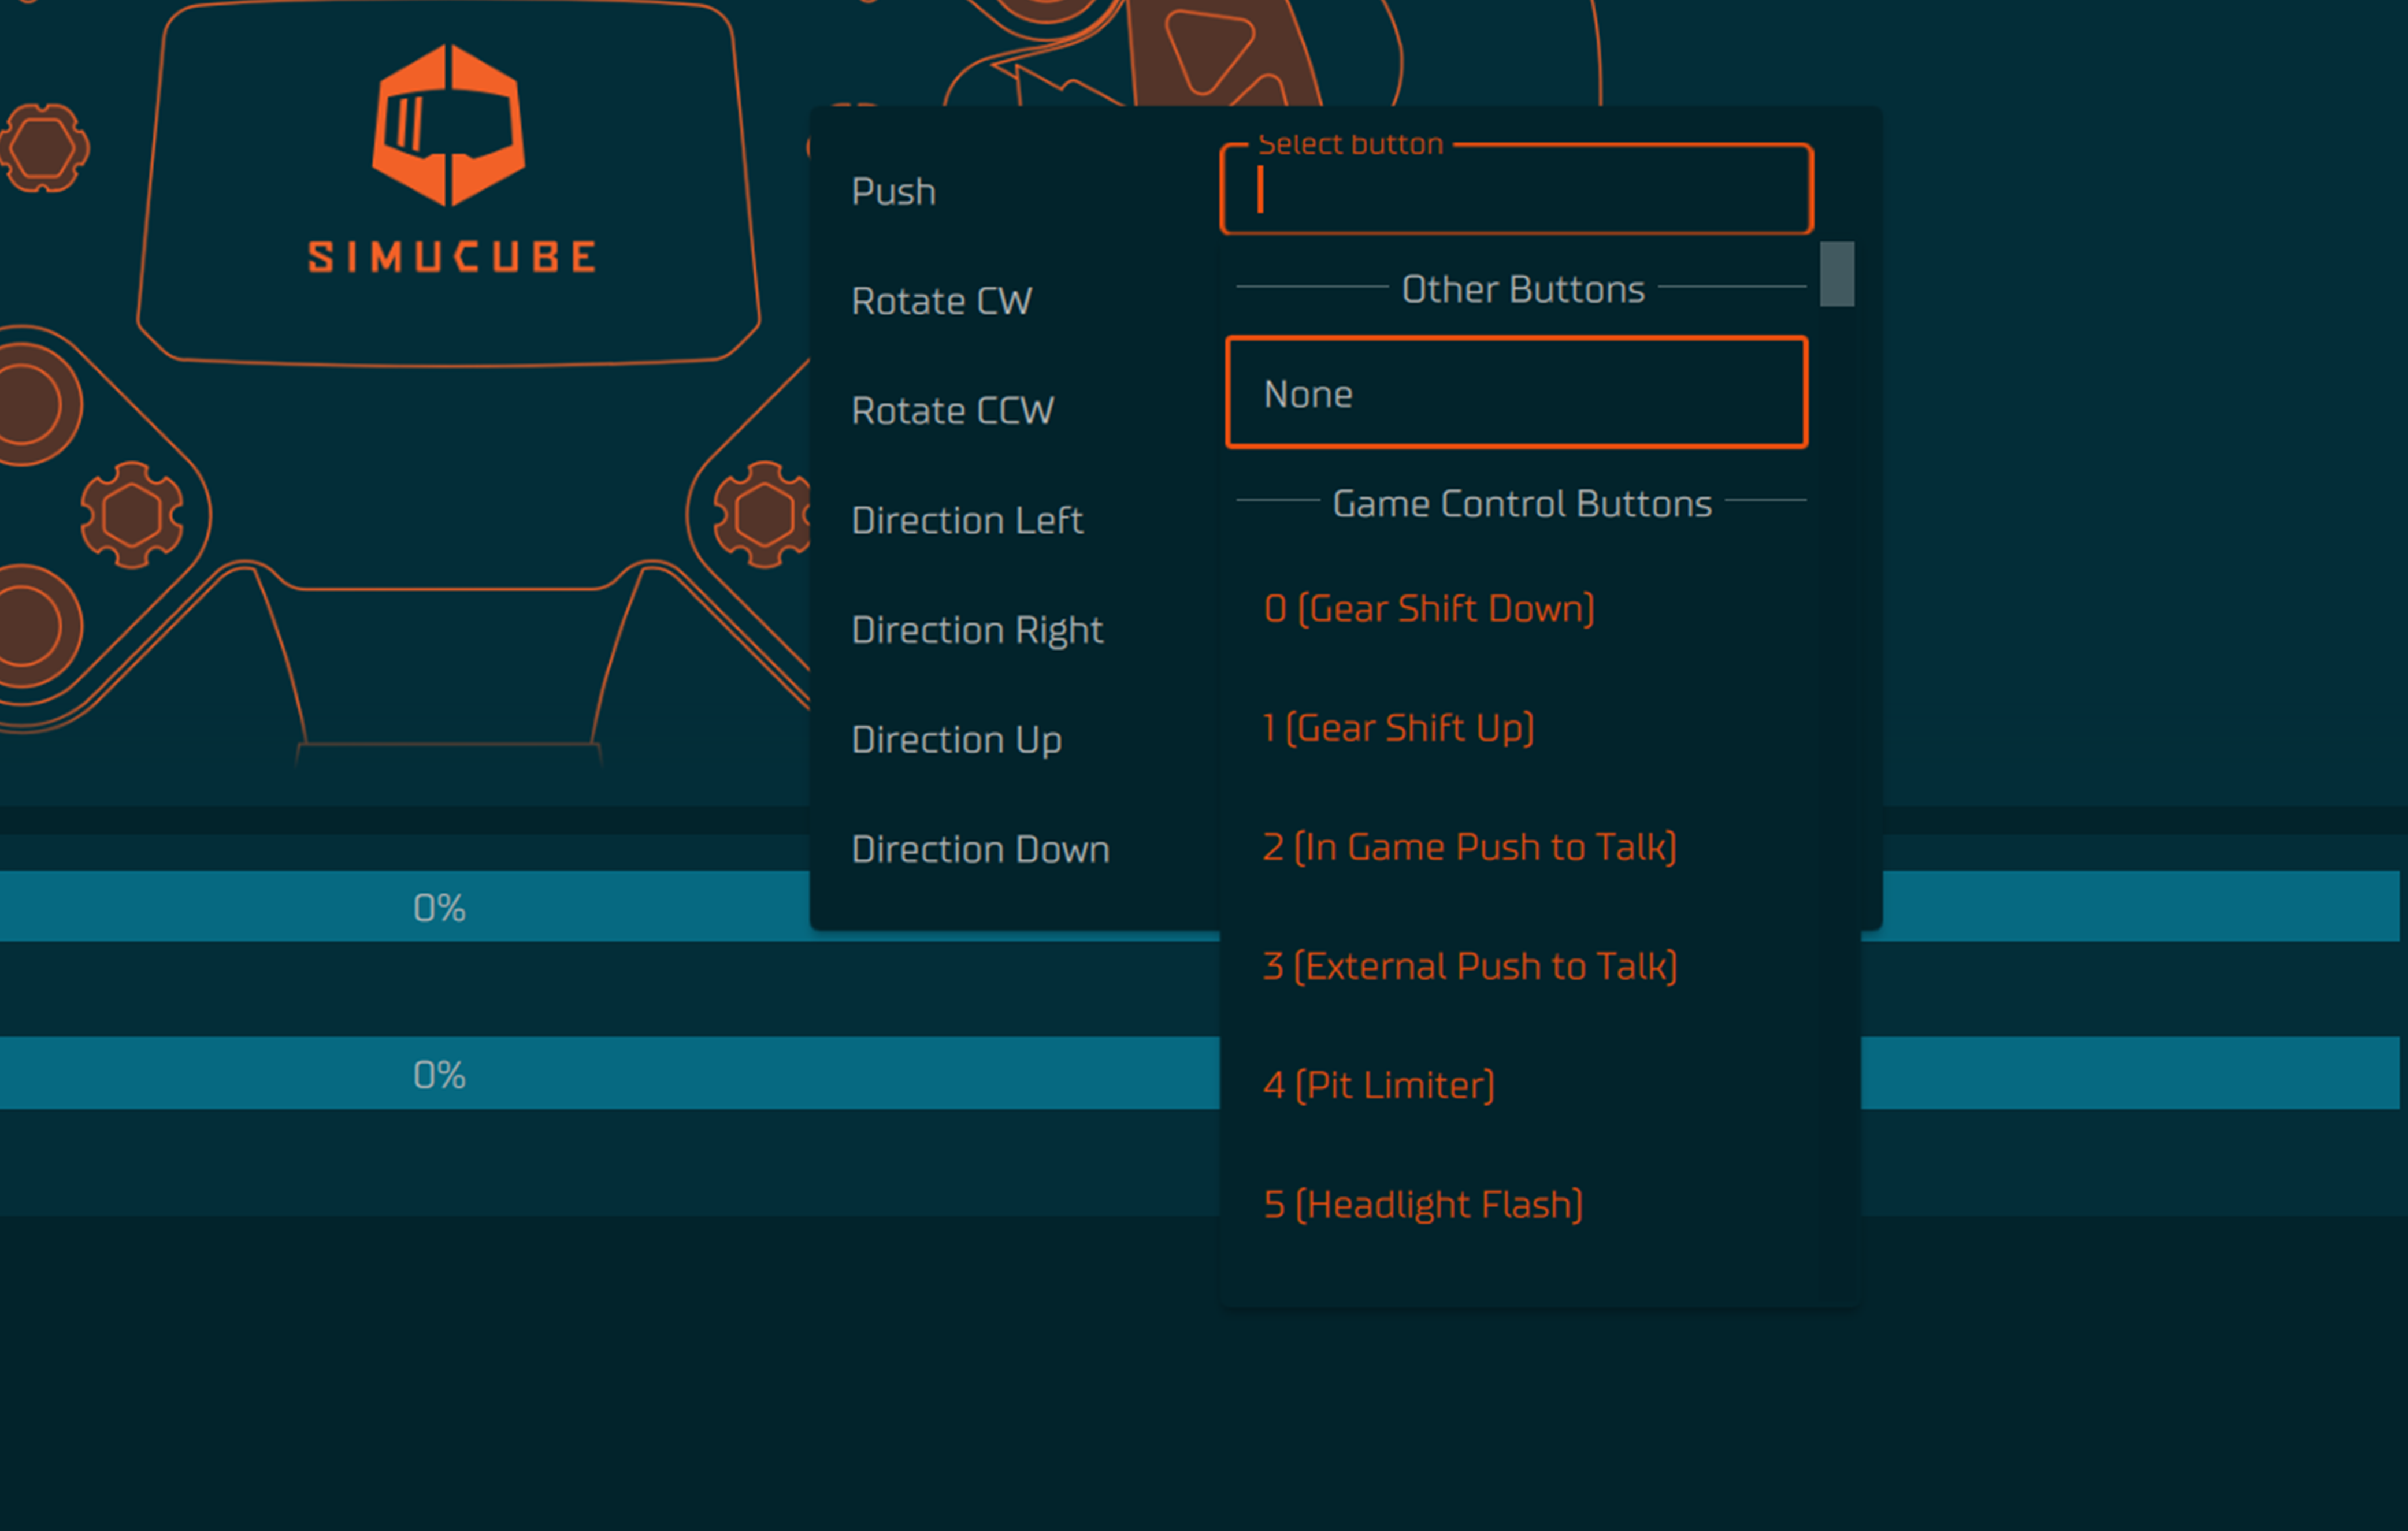 SIMUCUBE
Push
Rotate CW
Rotate CCW
Direction Left
Direction Right
Direction Up
Direction Down
Select button
Other Buttons
None
Game Control Buttons
0 (Gear Shift Down)
1 (Gear Shift Up)
2 (In Game Push to Talk)
3 (External Push to Talk)
4 (Pit Limiter)
5 (Headlight Flash)
0%
0%